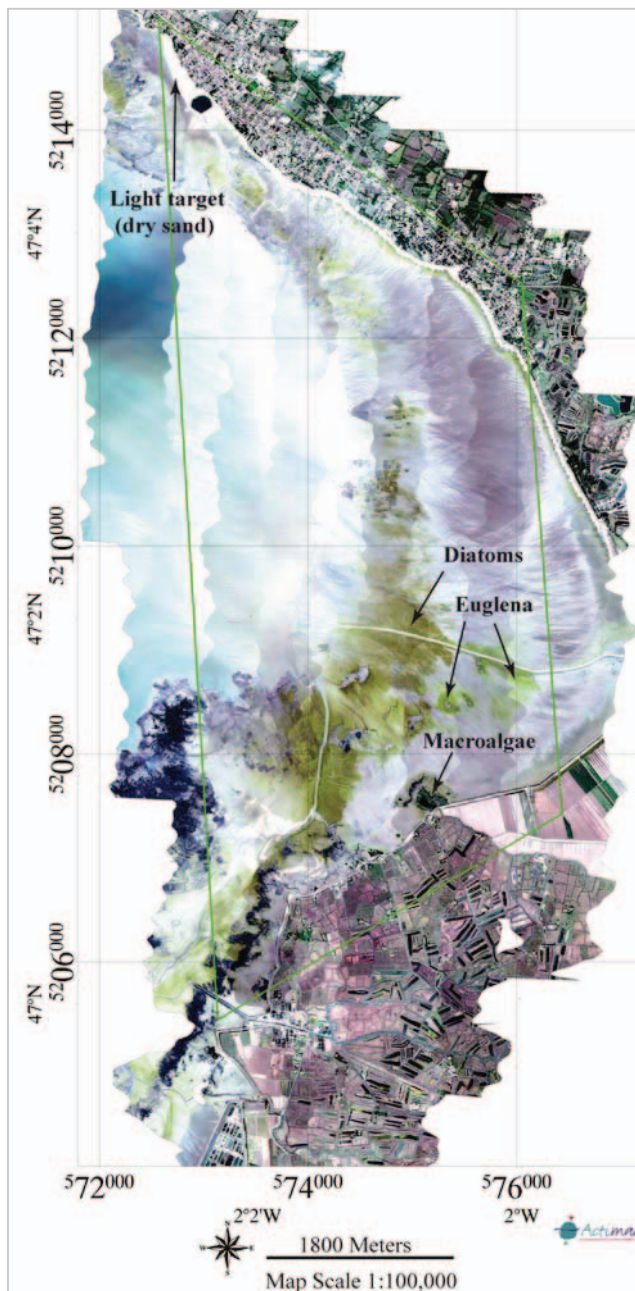 5214000
Light target
(dry sand)
47°4'N
5212000
5210000
Diatoms
Euglena
47°2'N
5208000
Macroalgae
5206000
47°N
572000
574000
576000
2°2'W
2°W
N
W
E
S
1800 Meters
Map Scale 1:100,000